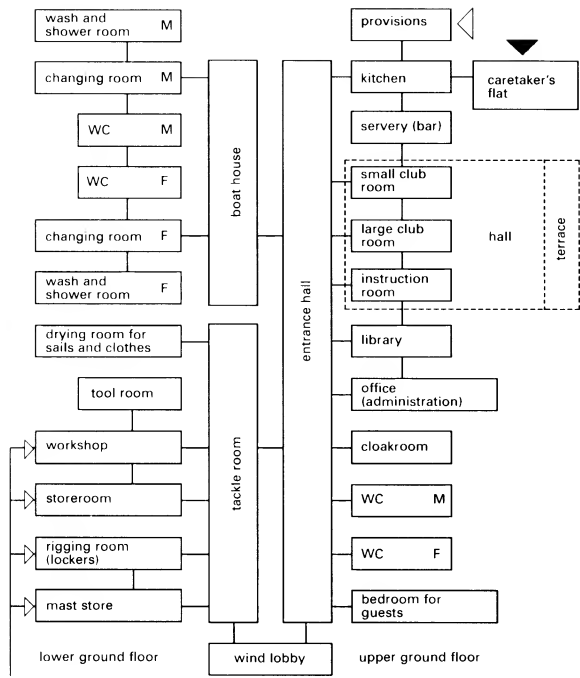 wash and
shower room M
changing room M
WC M
WC F
changing room F
wash and
shower room F
drying room for
sails and clothes
tool room
workshop
storeroom
rigging room
(lockers)
mast store
lower ground floor
boat house
tackle room
entrance hall
wind lobby
provisions
kitchen
caretaker's
flat
servery (bar)
small club
room
large club
room
instruction
room
hall
terrace
library
office
(administration)
cloakroom
WC M
WC F
bedroom for
guests
upper ground floor